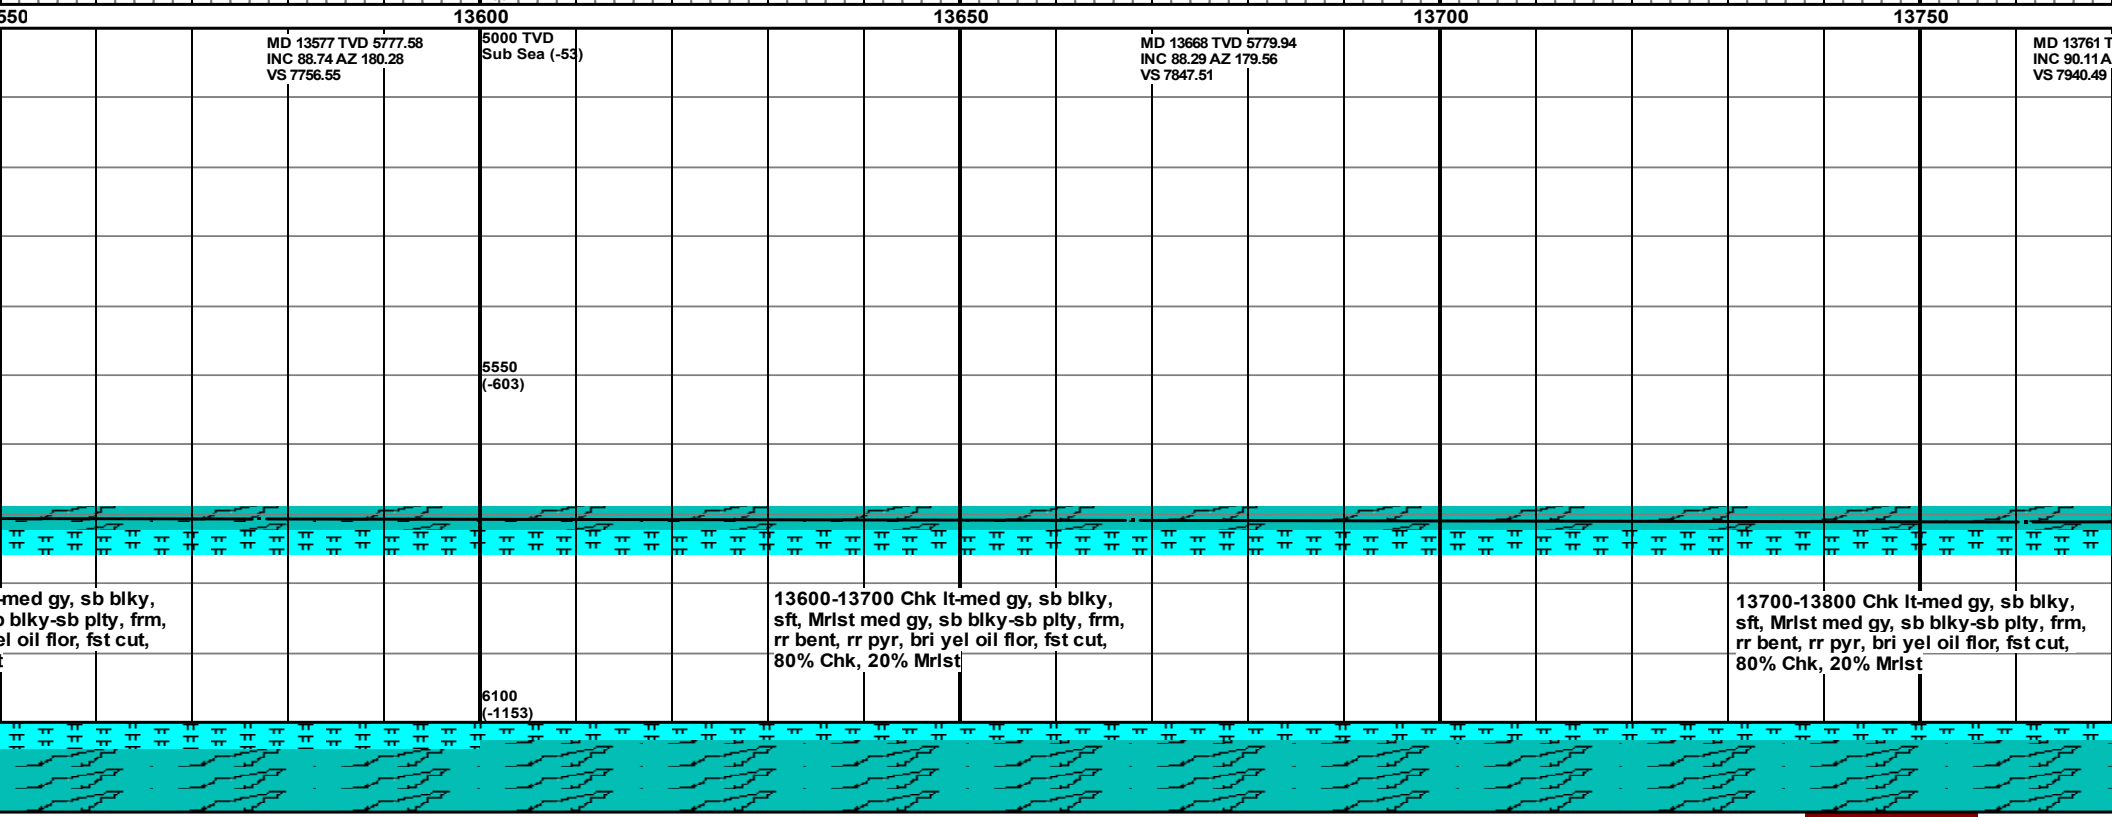 550 13600 13650 13700 13750
MD 13577 TVD 5777.58
INC 88.74 AZ 180.28
VS 7756.55
5000 TVD
Sub Sea (-53)
MD 13668 TVD 5779.94
INC 88.29 AZ 179.56
VS 7847.51
MD 13761 T
INC 90.11 A
VS 7940.49
5550
(-603)
-med gy, sb blky,
b blky-sb plty, frm,
el oil flor, fst cut,
t
13600-13700 Chk lt-med gy, sb blky,
sft, Mrlst med gy, sb blky-sb plty, frm,
rr bent, rr pyr, bri yel oil flor, fst cut,
80% Chk, 20% Mrlst
13700-13800 Chk lt-med gy, sb blky,
sft, Mrlst med gy, sb blky-sb plty, frm,
rr bent, rr pyr, bri yel oil flor, fst cut,
80% Chk, 20% Mrlst
6100
(-1153)